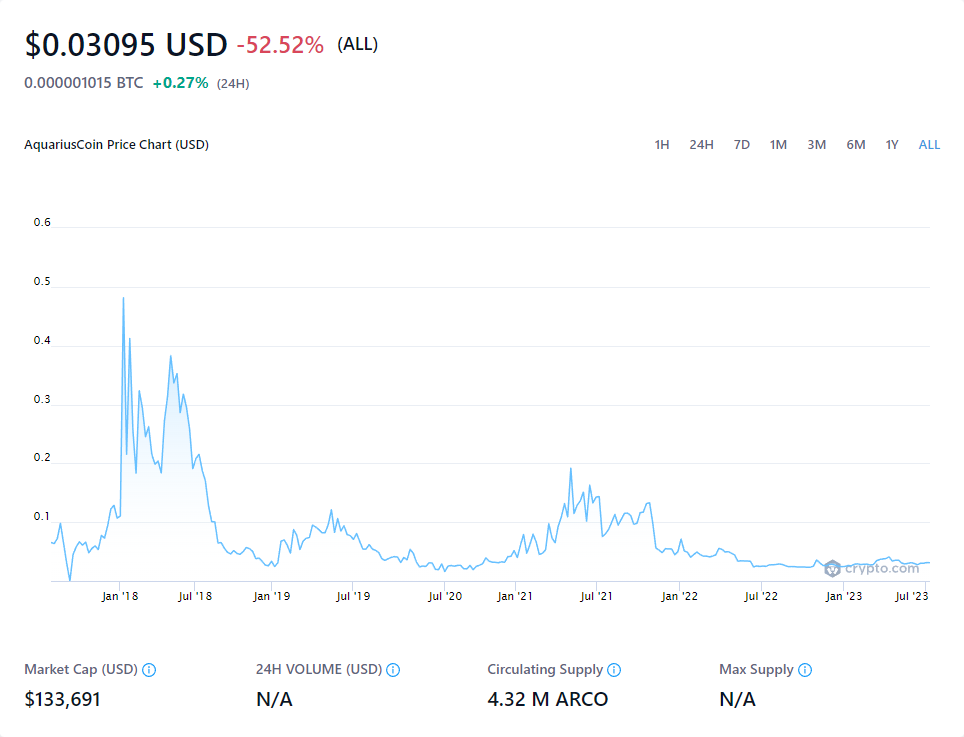 $0.03095 USD -52.52% (ALL)
0.000001015 BTC +0.27% (24H)
AquariusCoin Price Chart (USD) 1H 24H 7D 1M 3M 6M 1Y ALL
0.6
0.5
0.4
0.3
0.2
0.1
crypto.com
Jan '18 Jul '18 Jan '19 Jul '19 Jul '20 Jan '21 Jul '21 Jan '22 Jul '22 Jan '23 Jul '23
Market Cap (USD) 24H VOLUME (USD) Circulating Supply Max Supply
$133,691 N/A 4.32 M ARCO N/A